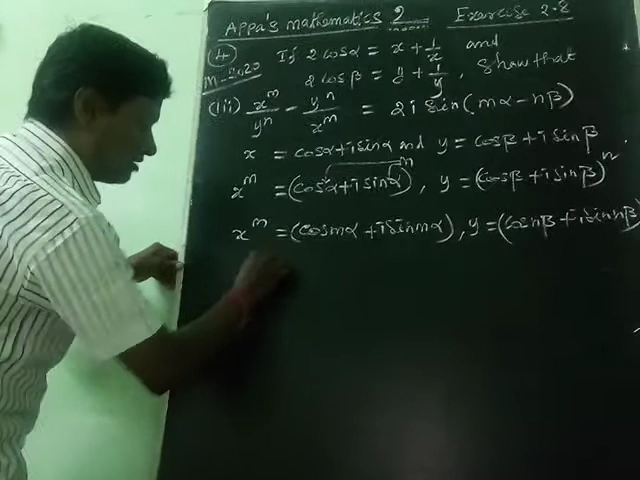 Appa's mathematics 2 Exercise 2.8
④ If 2 cosα = x + 1/x and
M-2020 2 cosβ = y + 1/y, Show that
(iii) x^m/y^n - y^n/x^m = 2i sin(mα - nβ)
x = cosα + i sinα and y = cosβ + i sinβ
x^m = (cosα + i sinα)^m, y = (cosβ + i sinβ)^n
x^m = (cos mα + i sin mα), y = (cos nβ + i sin nβ)